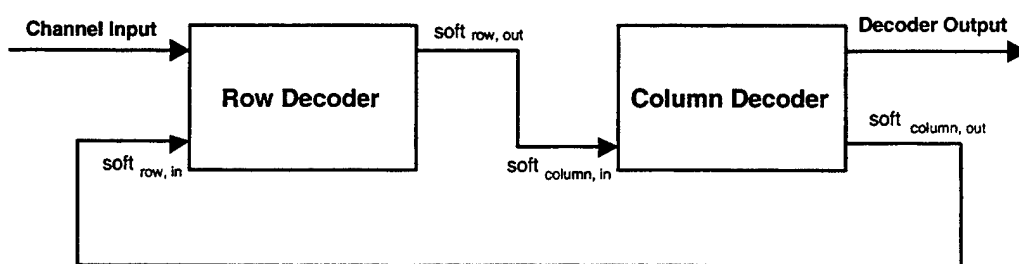 Channel Input
Row Decoder
soft row, in
soft row, out
soft column, in
Column Decoder
Decoder Output
soft column, out